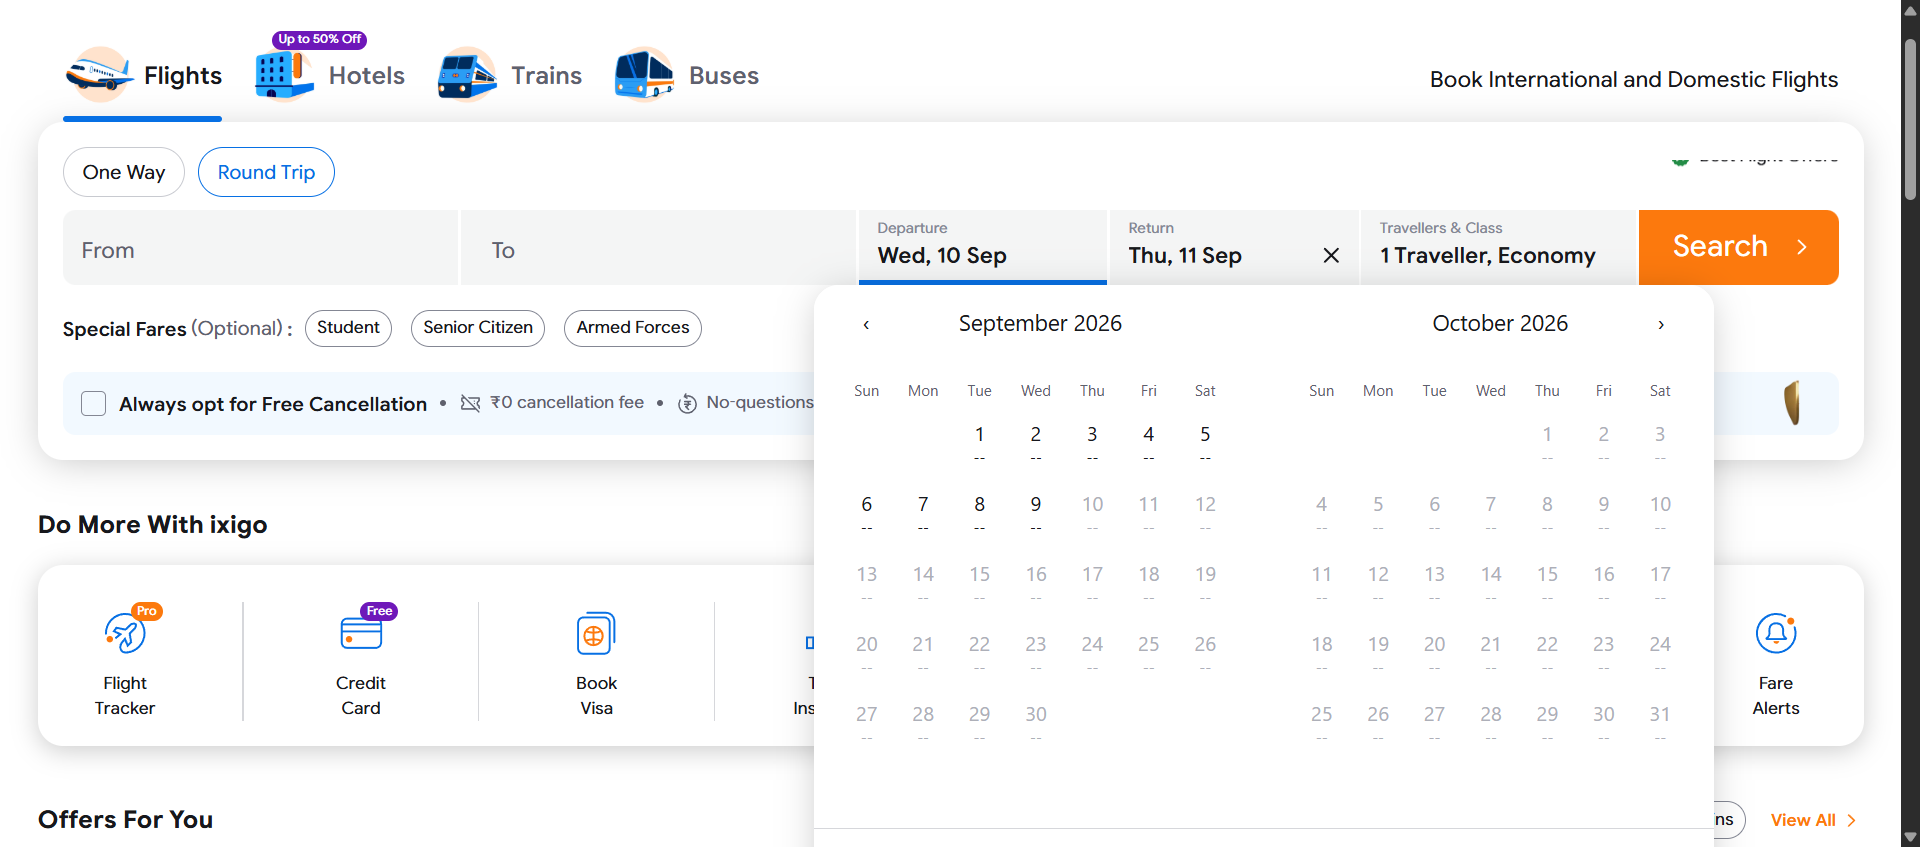 Up to 50% Off
Flights
Hotels
Trains
Buses
Book International and Domestic Flights
One Way
Round Trip
From
To
Departure
Wed, 10 Sep
Return
Thu, 11 Sep
Travellers & Class
1 Traveller, Economy
Search
Special Fares (Optional) :
Student
Senior Citizen
Armed Forces
Always opt for Free Cancellation • ₹0 cancellation fee • No-questions
‹ September 2026
October 2026 ›
Sun Mon Tue Wed Thu Fri Sat
1 2 3 4 5
-- -- -- -- --
6 7 8 9 10 11 12
-- -- -- -- -- -- --
13 14 15 16 17 18 19
-- -- -- -- -- -- --
20 21 22 23 24 25 26
-- -- -- -- -- -- --
27 28 29 30
-- -- -- --
Sun Mon Tue Wed Thu Fri Sat
1 2 3
-- -- --
4 5 6 7 8 9 10
-- -- -- -- -- -- --
11 12 13 14 15 16 17
-- -- -- -- -- -- --
18 19 20 21 22 23 24
-- -- -- -- -- -- --
25 26 27 28 29 30 31
-- -- -- -- -- -- --
Do More With ixigo
Pro
Flight
Tracker
Free
Credit
Card
Book
Visa
Fare
Alerts
Offers For You
View All